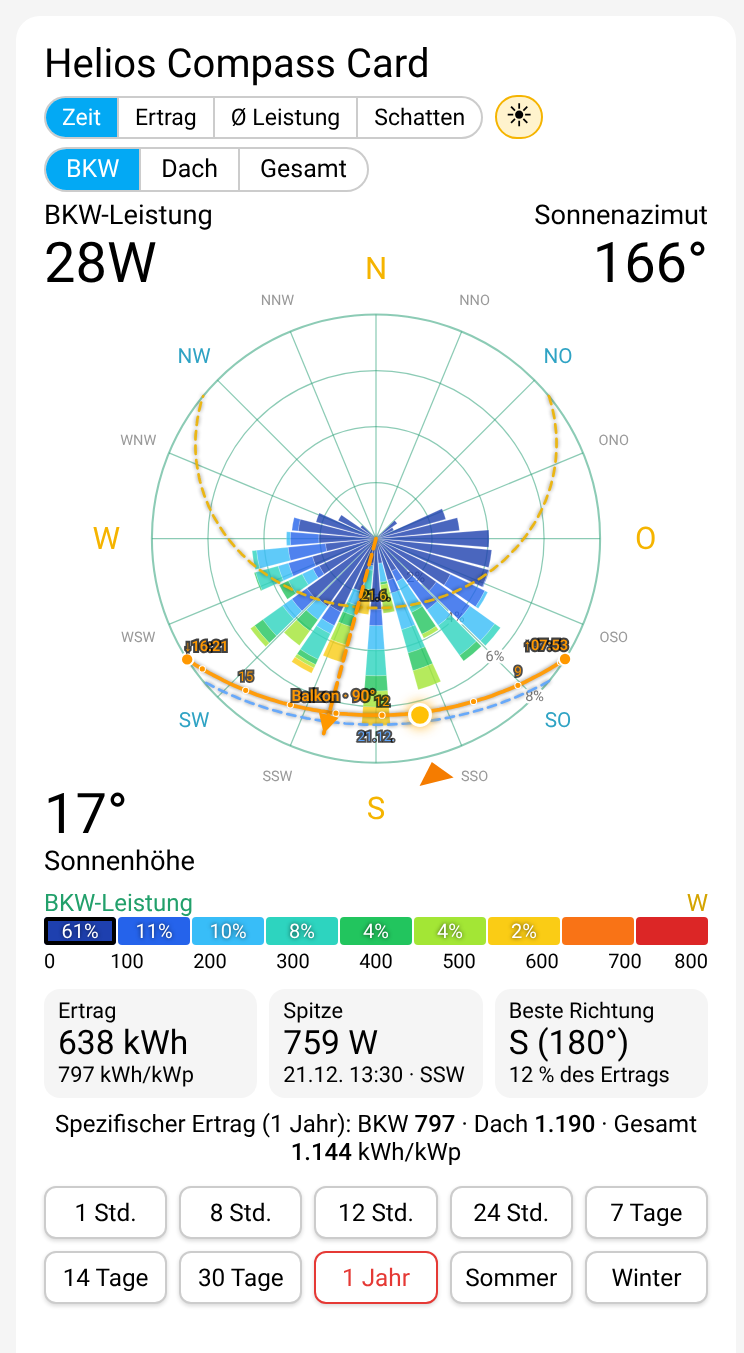 Helios Compass Card
Zeit Ertrag Ø Leistung Schatten
BKW Dach Gesamt
BKW-Leistung Sonnenazimut
28W 166°
N
NNW NNO
NW NO
WNW ONO
W O
21.6.
1%
WSW OSO
↓16:21 ↑07:53
6%
15 9
Balkon · 90° 12 8%
SW SO
21.12.
SSW SSO
17° S
Sonnenhöhe
BKW-Leistung W
61% 11% 10% 8% 4% 4% 2%
0 100 200 300 400 500 600 700 800
Ertrag
638 kWh
797 kWh/kWp
Spitze
759 W
21.12. 13:30 · SSW
Beste Richtung
S (180°)
12 % des Ertrags
Spezifischer Ertrag (1 Jahr): BKW 797 · Dach 1.190 · Gesamt
1.144 kWh/kWp
1 Std. 8 Std. 12 Std. 24 Std. 7 Tage
14 Tage 30 Tage 1 Jahr Sommer Winter